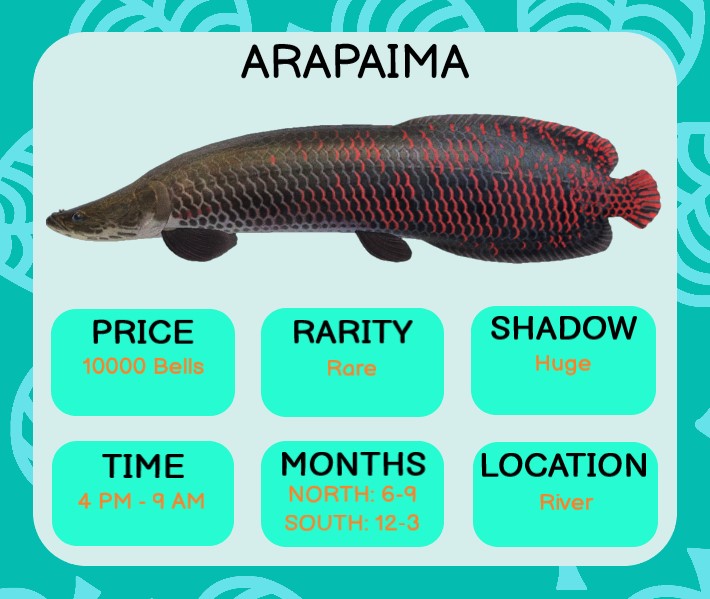 ARAPAIMA
PRICE
10000 Bells
RARITY
Rare
SHADOW
Huge
TIME
4 PM - 9 AM
MONTHS
NORTH: 6-9
SOUTH: 12-3
LOCATION
River